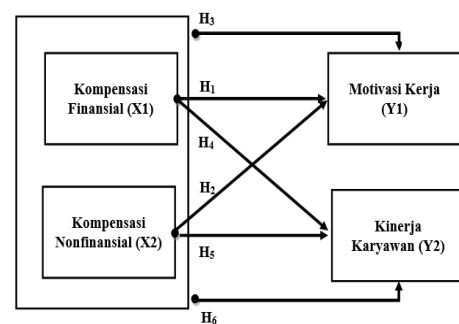 H3
Kompensasi
Finansial (X1)
H1
Motivasi Kerja
(Y1)
H4
H2
Kompensasi
Nonfinansial (X2)
H5
Kinerja
Karyawan (Y2)
H6